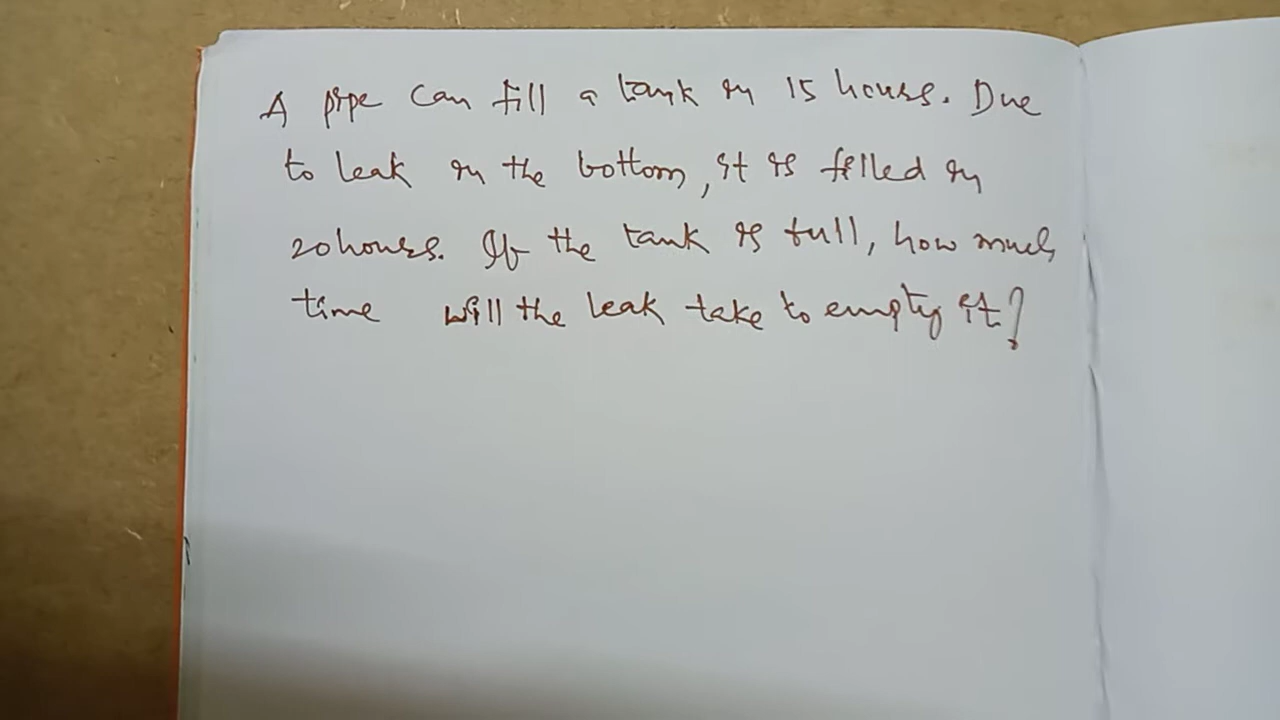 A pipe can fill a tank in 15 hours. Due
to leak in the bottom, it is filled in
20 hours. If the tank is full, how much
time will the leak take to empty it?